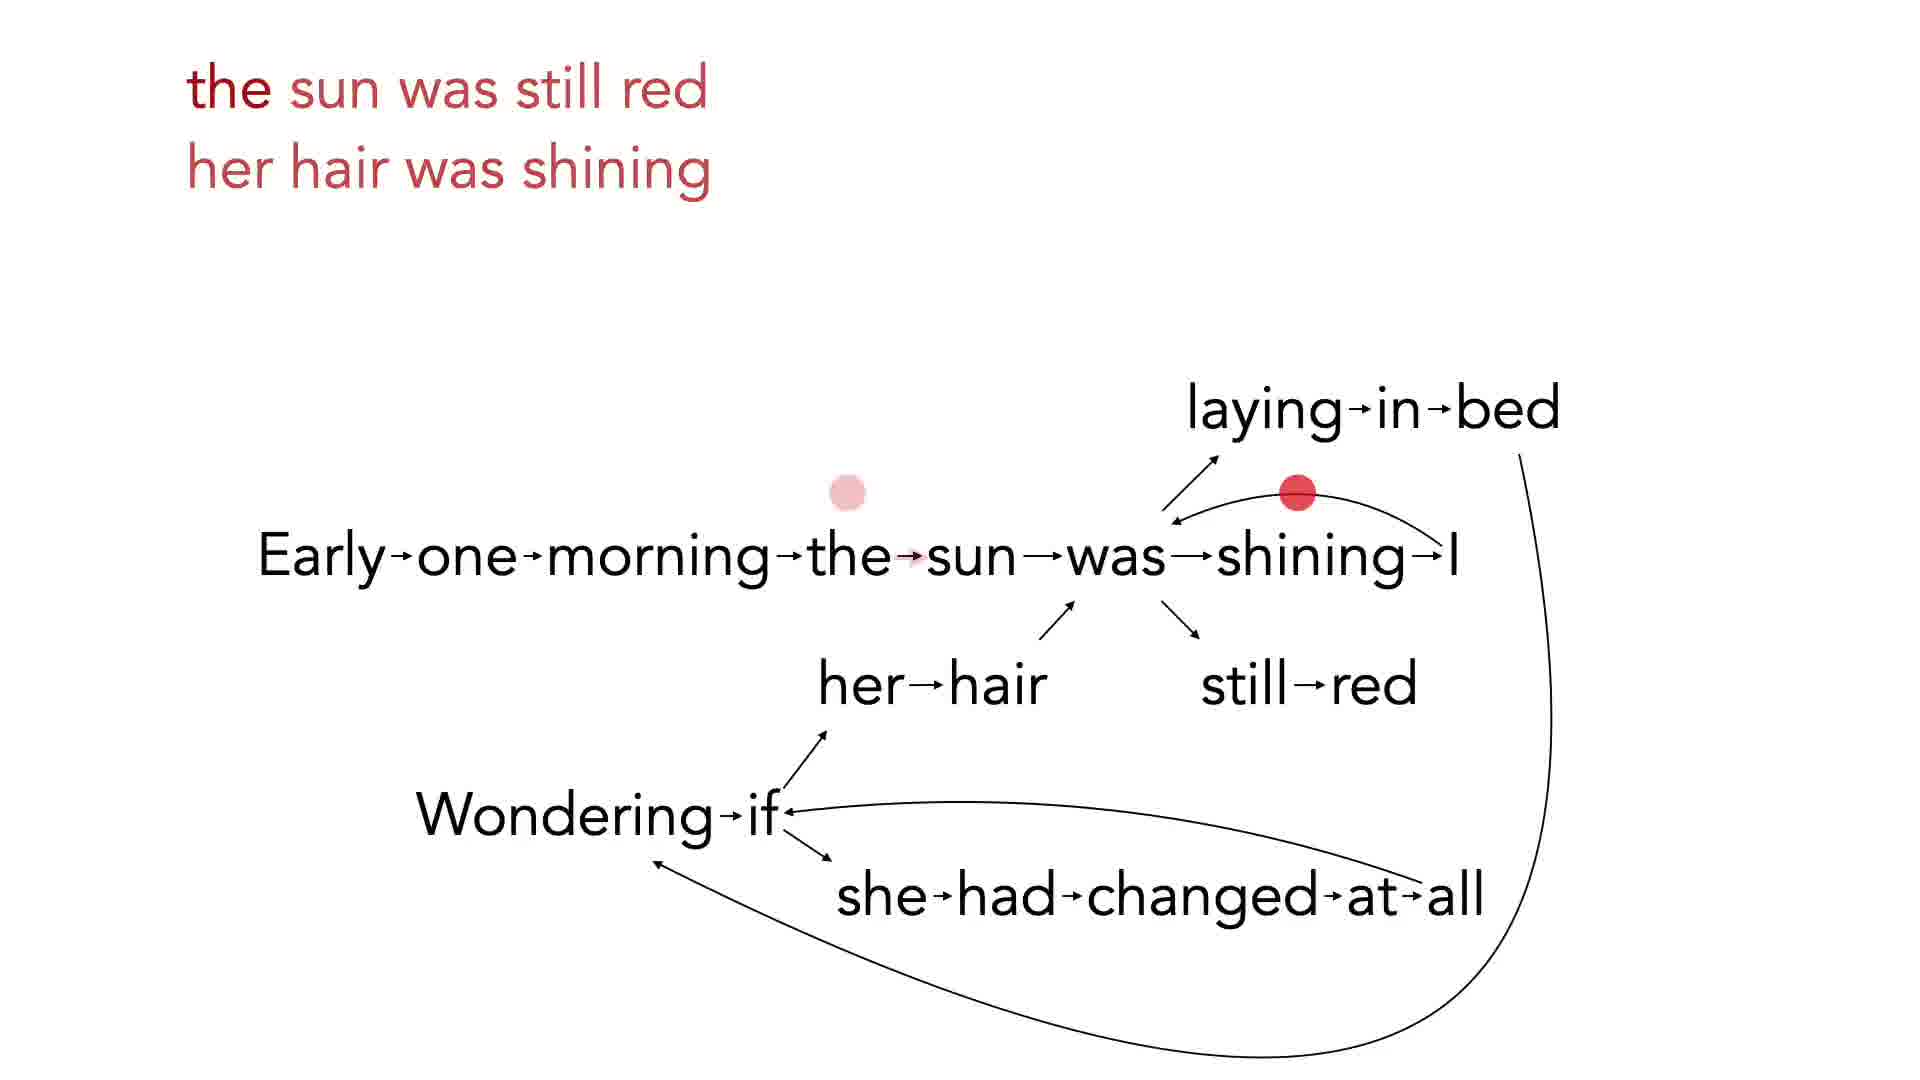 the sun was still red
her hair was shining
laying→in→bed
Early→one→morning→the→sun→was→shining→I
her→hair
still→red
Wondering→if
she→had→changed→at→all